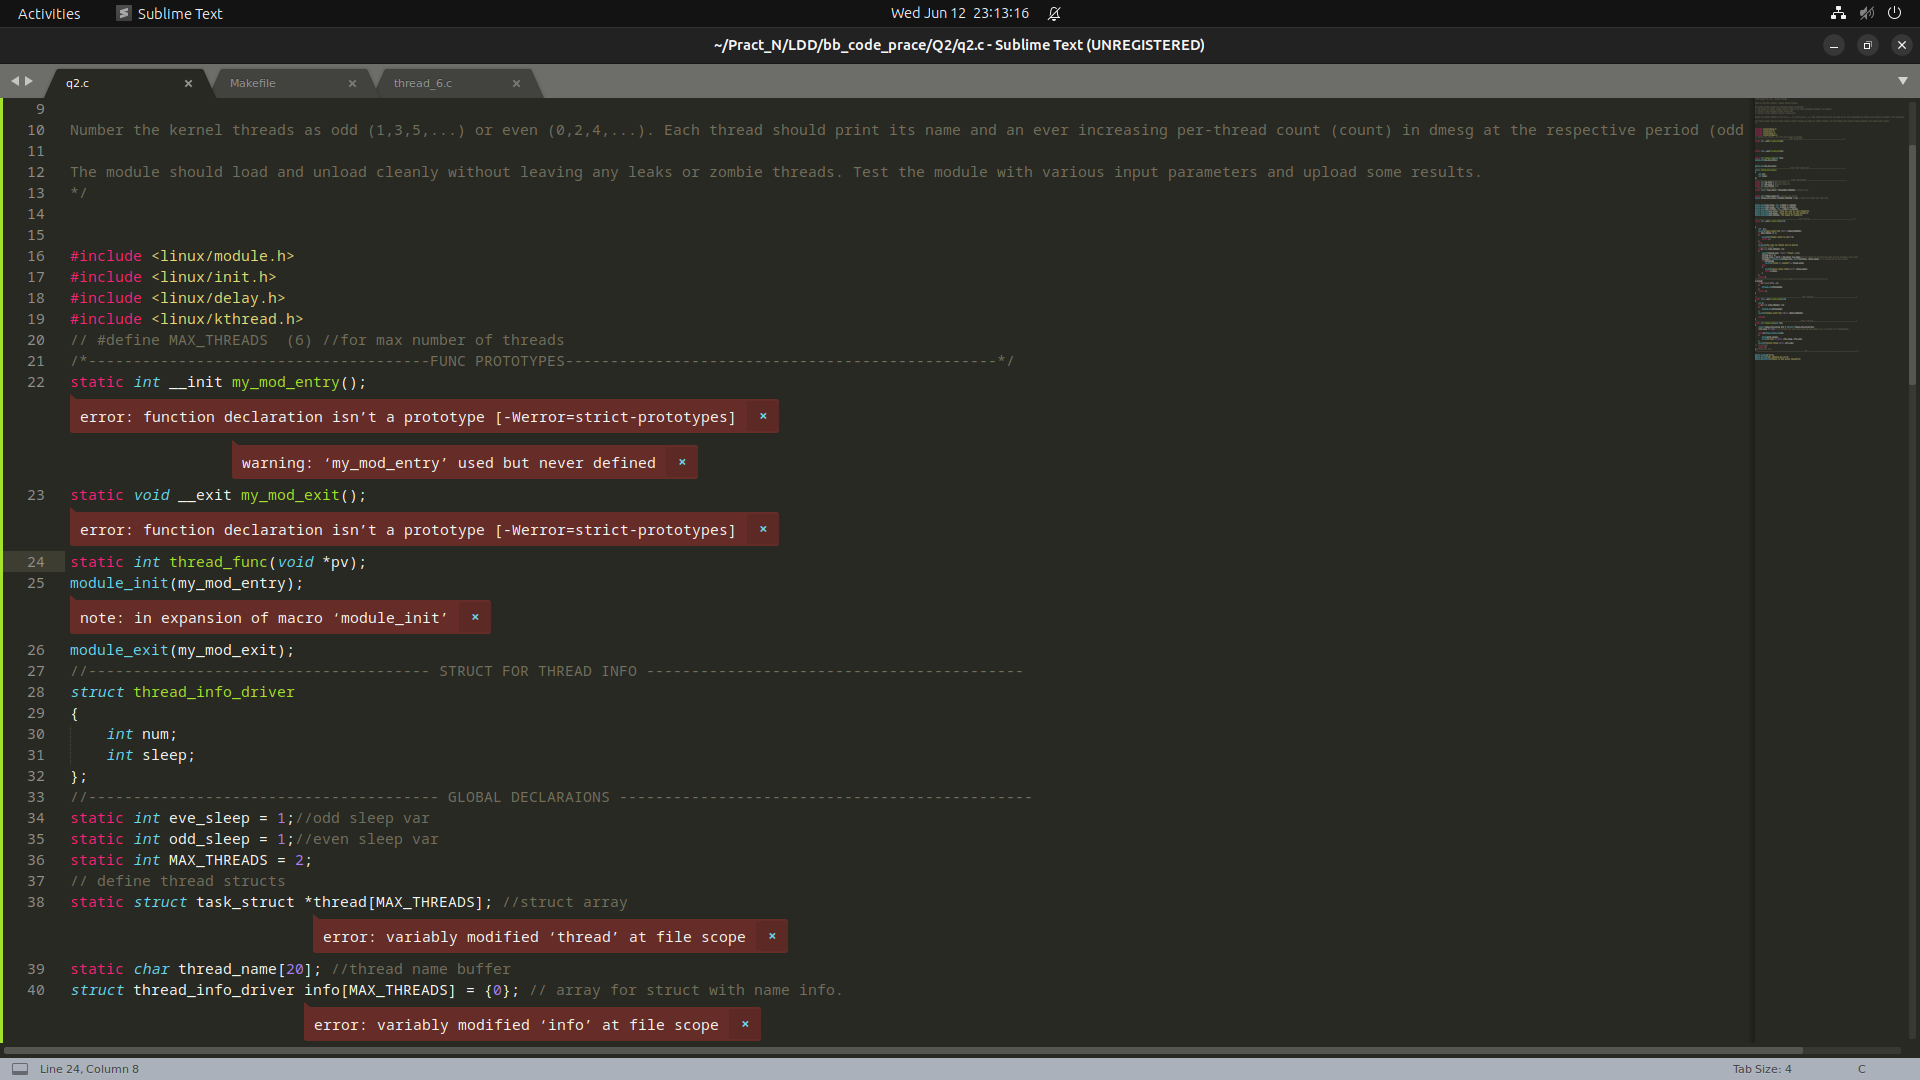 Activities Sublime Text Wed Jun 12 23:13:16
~/Pract_N/LDD/bb_code_prace/Q2/q2.c - Sublime Text (UNREGISTERED)
q2.c × Makefile × thread_6.c ×
9
10 Number the kernel threads as odd (1,3,5,...) or even (0,2,4,...). Each thread should print its name and an ever increasing per-thread count (count) in dmesg at the respective period (odd
11
12 The module should load and unload cleanly without leaving any leaks or zombie threads. Test the module with various input parameters and upload some results.
13 */
14
15
16 #include <linux/module.h>
17 #include <linux/init.h>
18 #include <linux/delay.h>
19 #include <linux/kthread.h>
20 // #define MAX_THREADS  (6) //for max number of threads
21 /*--------------------------------------FUNC PROTOTYPES------------------------------------------------*/
22 static int __init my_mod_entry();
error: function declaration isn’t a prototype [-Werror=strict-prototypes] ×
warning: ‘my_mod_entry’ used but never defined ×
23 static void __exit my_mod_exit();
error: function declaration isn’t a prototype [-Werror=strict-prototypes] ×
24 static int thread_func(void *pv);
25 module_init(my_mod_entry);
note: in expansion of macro ‘module_init’ ×
26 module_exit(my_mod_exit);
27 //-------------------------------------- STRUCT FOR THREAD INFO ------------------------------------------
28 struct thread_info_driver
29 {
30 int num;
31 int sleep;
32 };
33 //--------------------------------------- GLOBAL DECLARAIONS ----------------------------------------------
34 static int eve_sleep = 1;//odd sleep var
35 static int odd_sleep = 1;//even sleep var
36 static int MAX_THREADS = 2;
37 // define thread structs
38 static struct task_struct *thread[MAX_THREADS]; //struct array
error: variably modified ‘thread’ at file scope ×
39 static char thread_name[20]; //thread name buffer
40 struct thread_info_driver info[MAX_THREADS] = {0}; // array for struct with name info.
error: variably modified ‘info’ at file scope ×
Line 24, Column 8 Tab Size: 4 C